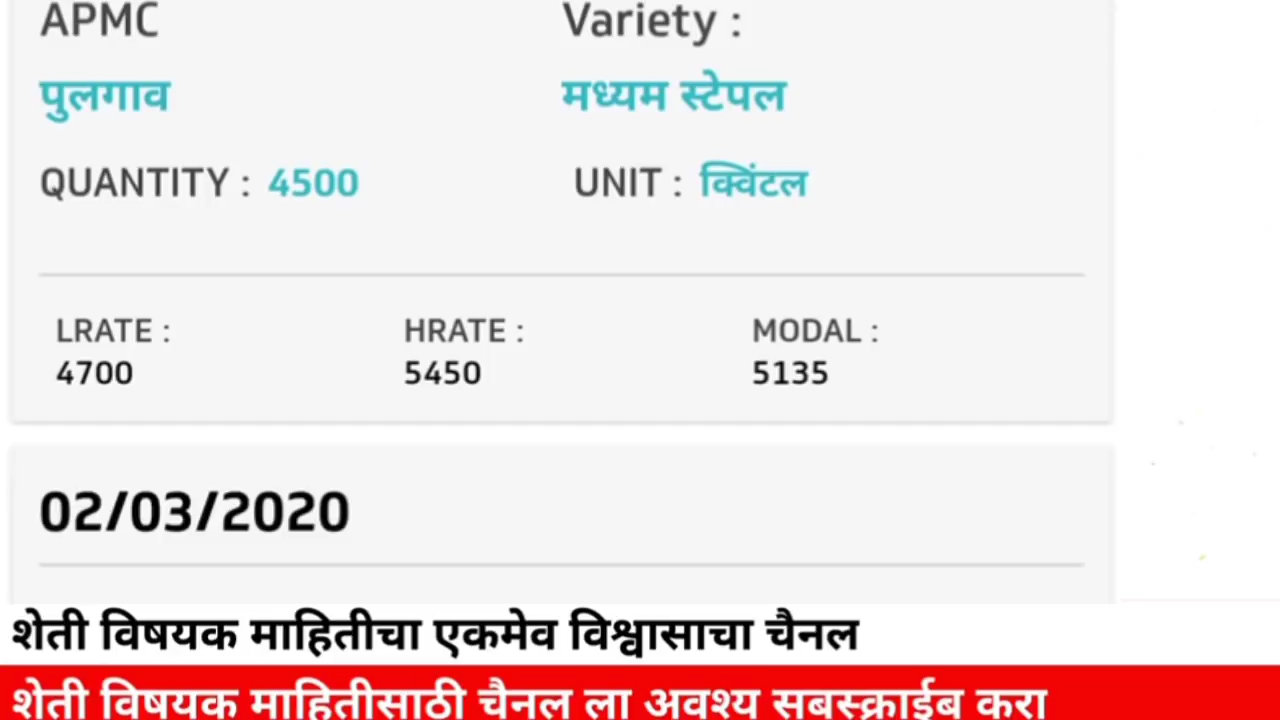 APMC Variety :
पुलगाव मध्यम स्टेपल
QUANTITY : 4500 UNIT : क्विंटल
LRATE : HRATE : MODAL :
4700 5450 5135
02/03/2020
शेती विषयक माहितीचा एकमेव विश्वासाचा चैनल
शेती विषयक माहितीसाठी चैनल ला अवश्य सबस्क्राईब करा